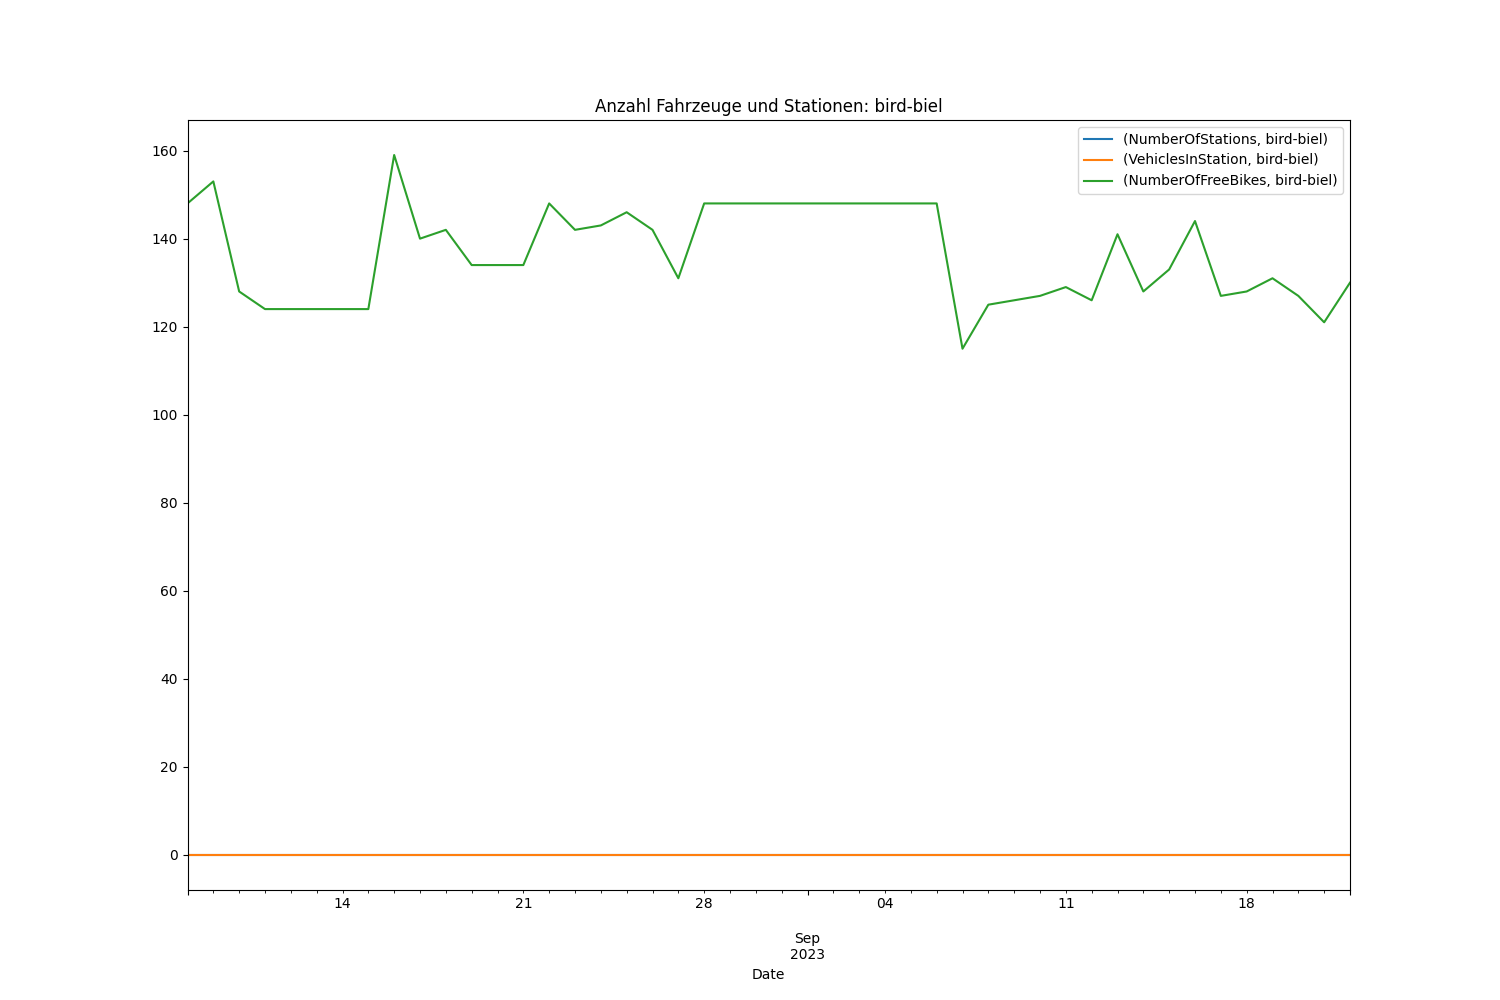 Anzahl Fahrzeuge und Stationen: bird-biel
(NumberOfStations, bird-biel)
(VehiclesInStation, bird-biel)
(NumberOfFreeBikes, bird-biel)
160
140
120
100
80
60
40
20
0
14 21 28 04 11 18
Sep
2023
Date